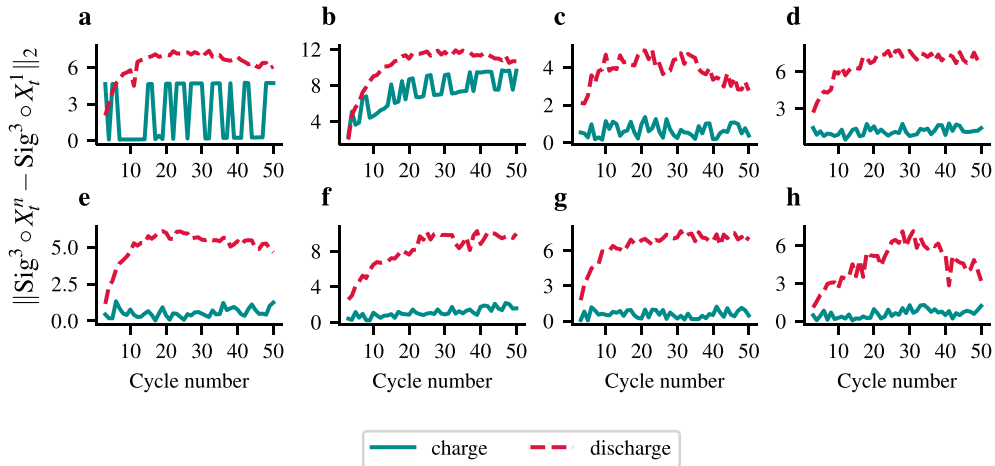 a b c d
‖Sig³ ∘ Xₜⁿ − Sig³ ∘ Xₜ¹‖₂
6 3 0
10 20 30 40 50
12 8 4
10 20 30 40 50
4 2 0
10 20 30 40 50
6 3
10 20 30 40 50
e f g h
5.0 2.5 0.0
10 20 30 40 50
Cycle number
8 4 0
10 20 30 40 50
Cycle number
6 3 0
10 20 30 40 50
Cycle number
6 3 0
10 20 30 40 50
Cycle number
charge discharge